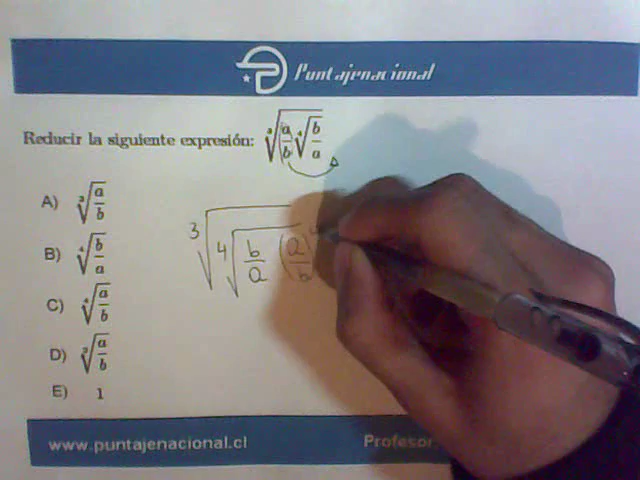 Puntajenacional
Reducir la siguiente expresión: ∛(a/b ∜(b/a))
A) ∛(a/b)
B) ∜(b/a)
C) ∜(a/b)
D) a/b
E) 1
∛(∜(b/a (a/b)
www.puntajenacional.cl
Profesor